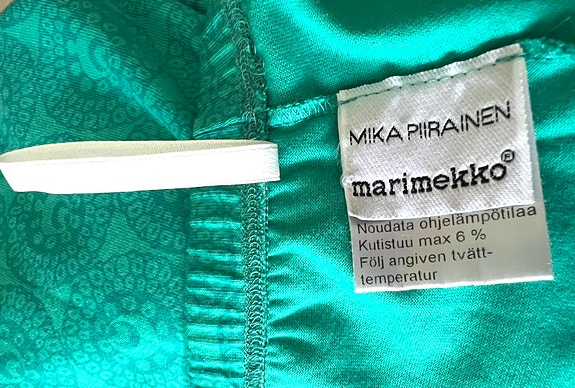 MIKA PIIRAINEN
marimekko®
Noudata ohjelämpötilaa
Kutistuu max 6 %
Följ angiven tvätt-
temperatur